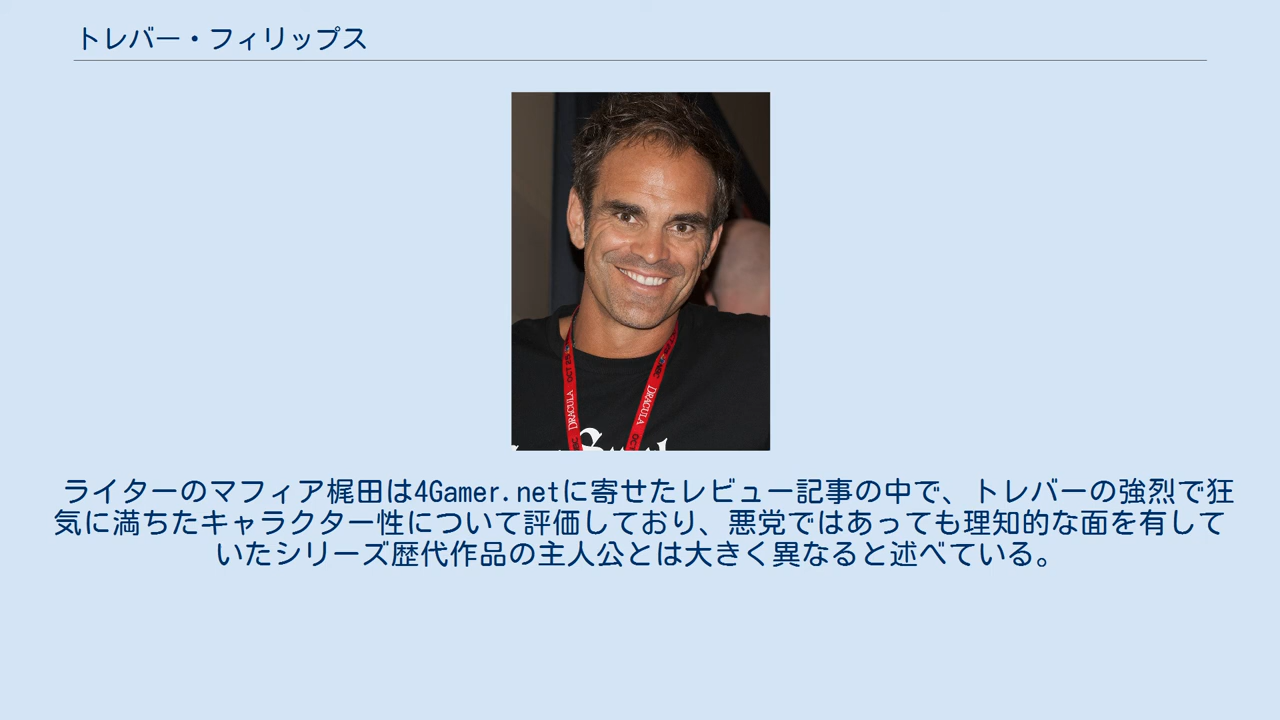 トレバー・フィリップス
OCT 25 NBC
DRACULA
DRACULA
OCT
ライターのマフィア梶田は4Gamer.netに寄せたレビュー記事の中で、トレバーの強烈で狂
気に満ちたキャラクター性について評価しており、悪党ではあっても理知的な面を有して
いたシリーズ歴代作品の主人公とは大きく異なると述べている。